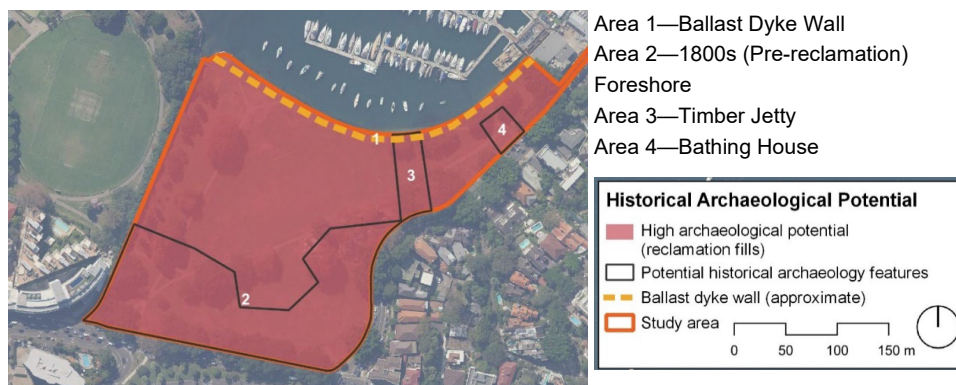 Area 1—Ballast Dyke Wall
Area 2—1800s (Pre-reclamation)
Foreshore
Area 3—Timber Jetty
Area 4—Bathing House
1
4
3
2
Historical Archaeological Potential
High archaeological potential
(reclamation fills)
Potential historical archaeology features
Ballast dyke wall (approximate)
Study area
0 50 100 150 m